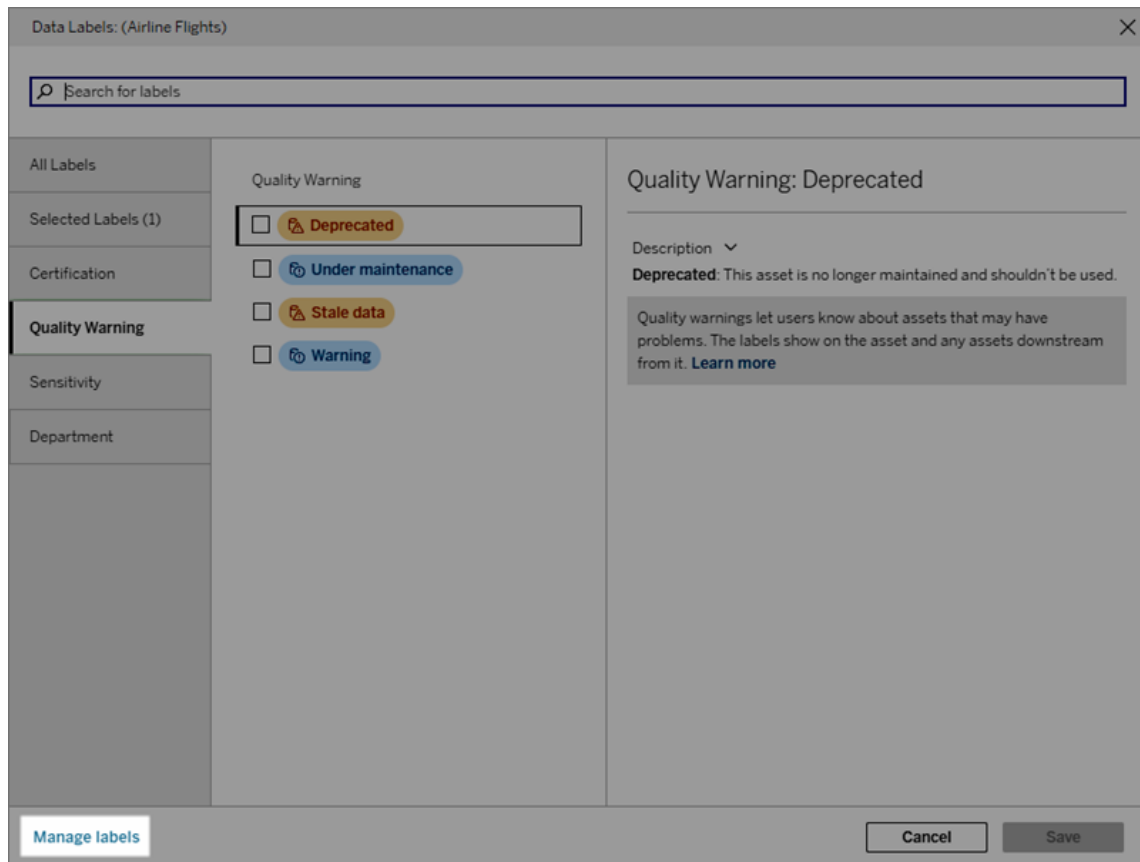 Data Labels: (Airline Flights)
Search for labels
All Labels
Selected Labels (1)
Certification
Quality Warning
Sensitivity
Department
Quality Warning
Deprecated
Under maintenance
Stale data
Warning
Quality Warning: Deprecated
Description
Deprecated: This asset is no longer maintained and shouldn't be used.
Quality warnings let users know about assets that may have
problems. The labels show on the asset and any assets downstream
from it. Learn more
Manage labels
Cancel
Save